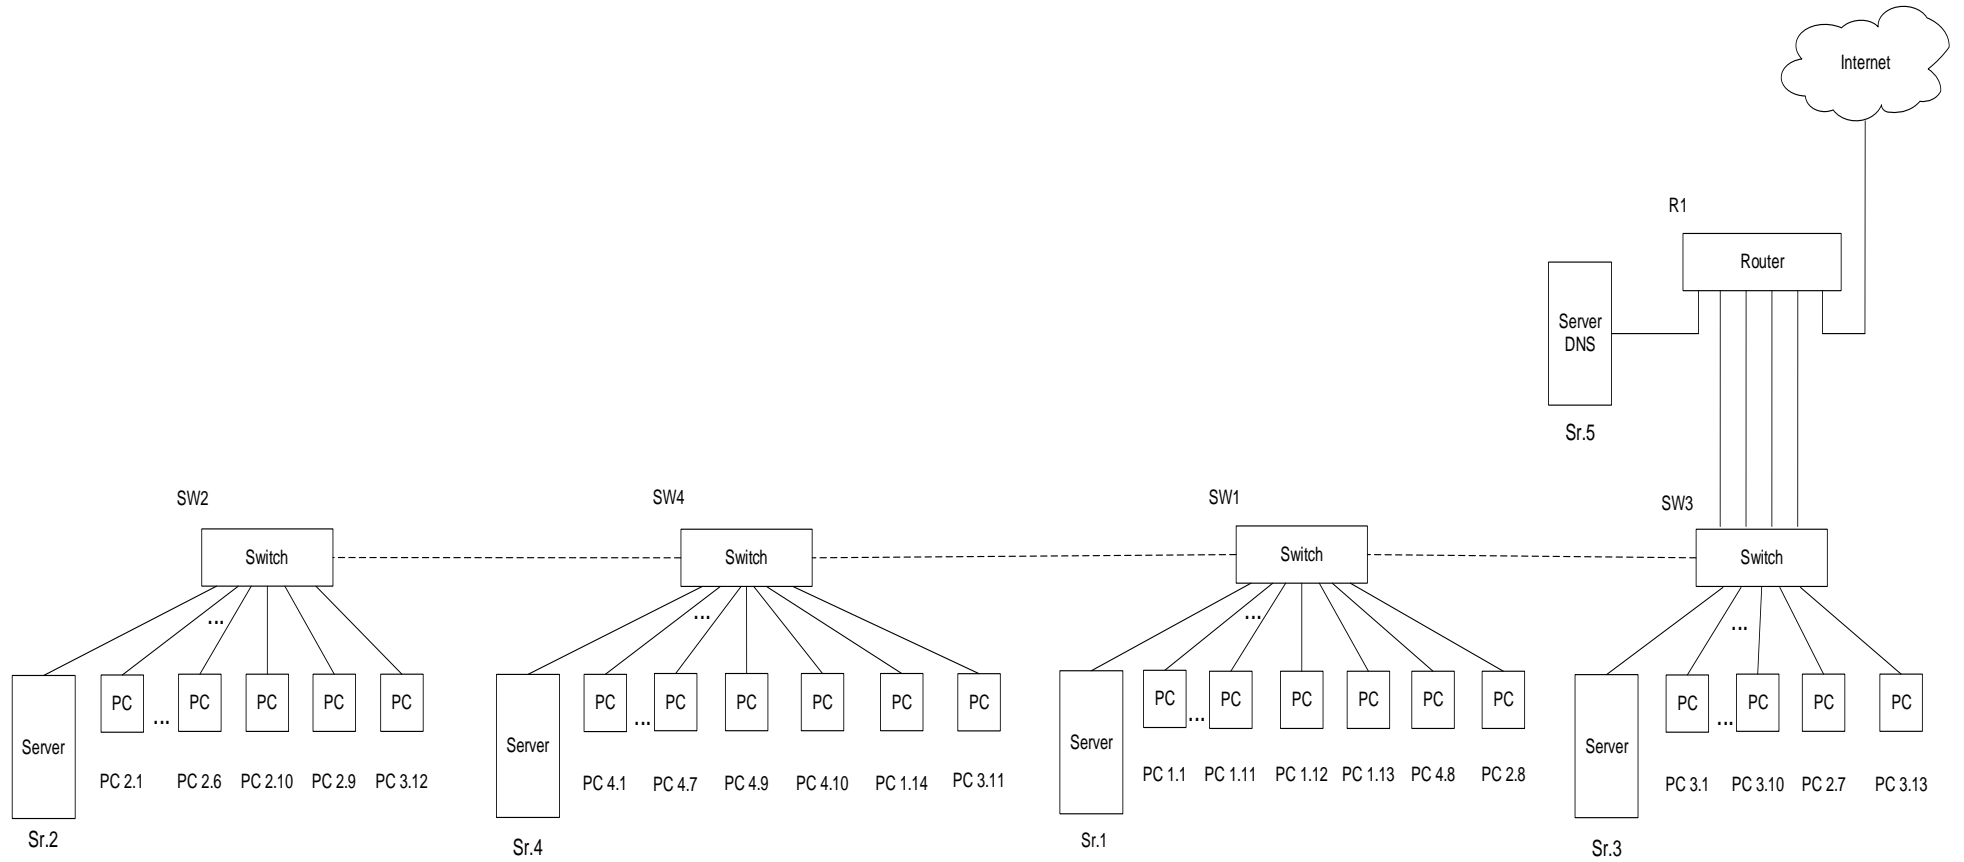 Internet
R1
Router
Server
DNS
Sr.5
SW2
SW4
SW1
SW3
Switch
Switch
Switch
Switch
...
...
...
...
Server
PC
...
PC
PC
PC
PC
Server
PC
...
PC
PC
PC
PC
PC
Server
PC
...
PC
PC
PC
PC
PC
Server
PC
...
PC
PC
PC
PC 2.1
PC 2.6
PC 2.10
PC 2.9
PC 3.12
PC 4.1
PC 4.7
PC 4.9
PC 4.10
PC 1.14
PC 3.11
PC 1.1
PC 1.11
PC 1.12
PC 1.13
PC 4.8
PC 2.8
PC 3.1
PC 3.10
PC 2.7
PC 3.13
Sr.2
Sr.4
Sr.1
Sr.3